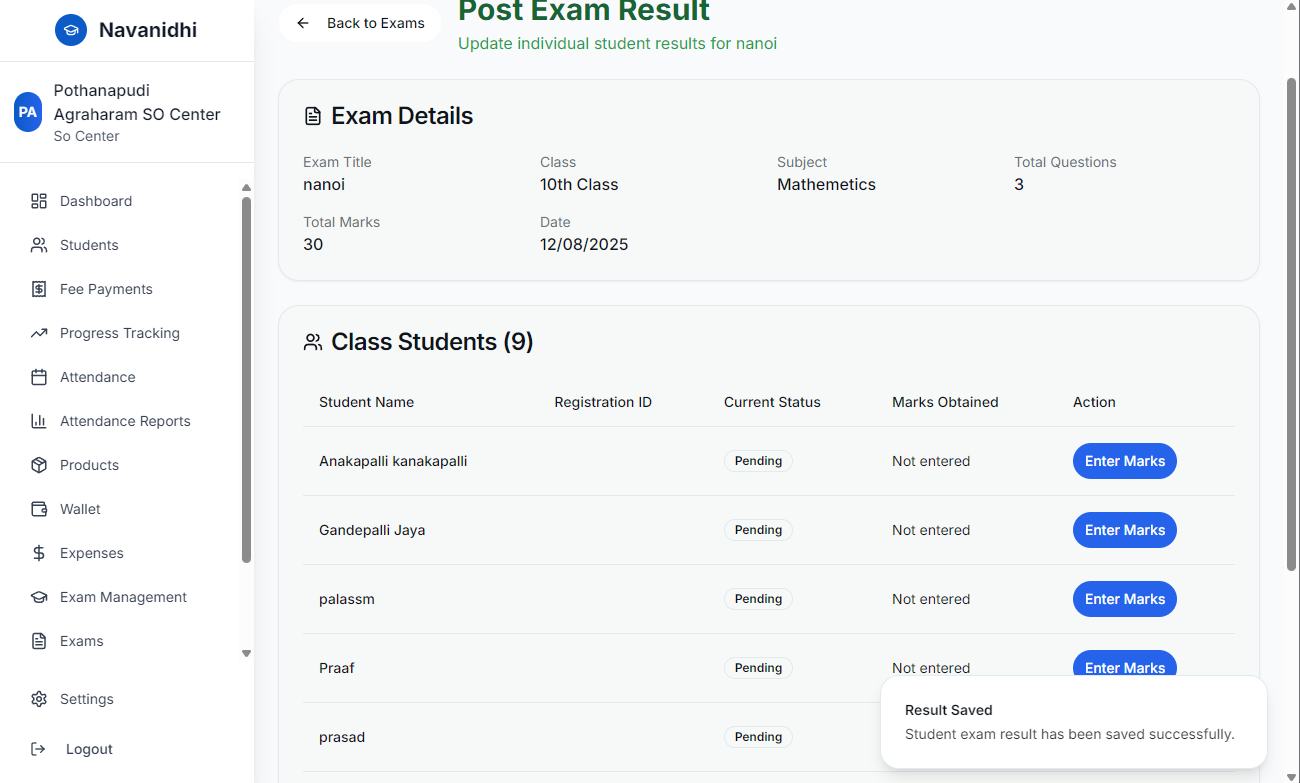 Navanidhi
PA
Pothanapudi
Agraharam SO Center
So Center
Dashboard
Students
Fee Payments
Progress Tracking
Attendance
Attendance Reports
Products
Wallet
Expenses
Exam Management
Exams
Settings
Logout
Back to Exams
Post Exam Result
Update individual student results for nanoi
Exam Details
Exam Title Class Subject Total Questions
nanoi 10th Class Mathemetics 3
Total Marks Date
30 12/08/2025
Class Students (9)
Student Name Registration ID Current Status Marks Obtained Action
Anakapalli kanakapalli Pending Not entered Enter Marks
Gandepalli Jaya Pending Not entered Enter Marks
palassm Pending Not entered Enter Marks
Praaf Pending Not entered Enter Marks
prasad Pending
Result Saved
Student exam result has been saved successfully.